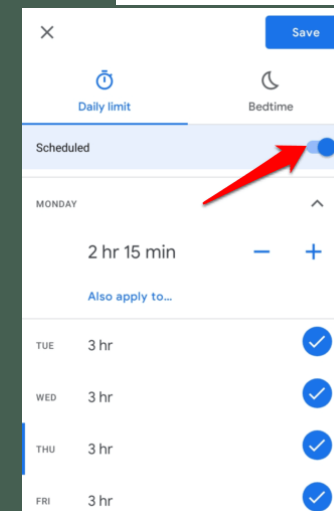 Save
Daily limit
Bedtime
Scheduled
MONDAY
2 hr 15 min
Also apply to...
TUE 3 hr
WED 3 hr
THU 3 hr
FRI 3 hr